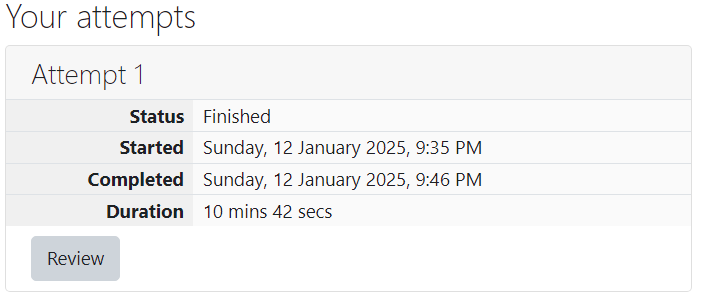 Your attempts
Attempt 1
Status Finished
Started Sunday, 12 January 2025, 9:35 PM
Completed Sunday, 12 January 2025, 9:46 PM
Duration 10 mins 42 secs
Review